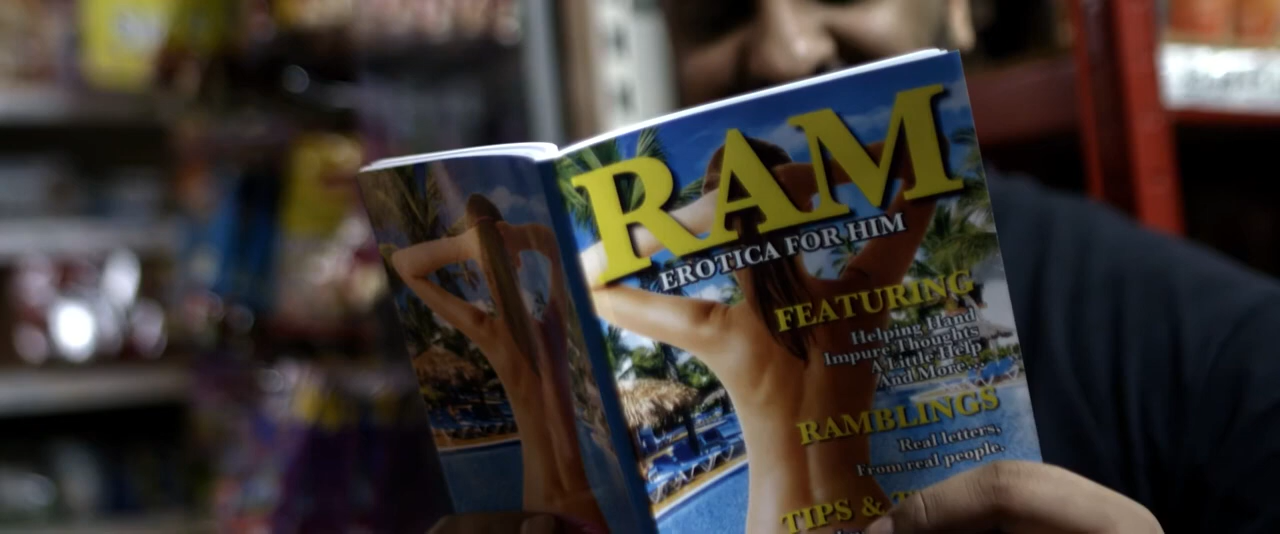 RAM
EROTICA FOR HIM
FEATURING
Helping Hand
Impure Thoughts
A Little Help
And More...
RAMBLINGS
Real letters,
From real people.
TIPS &